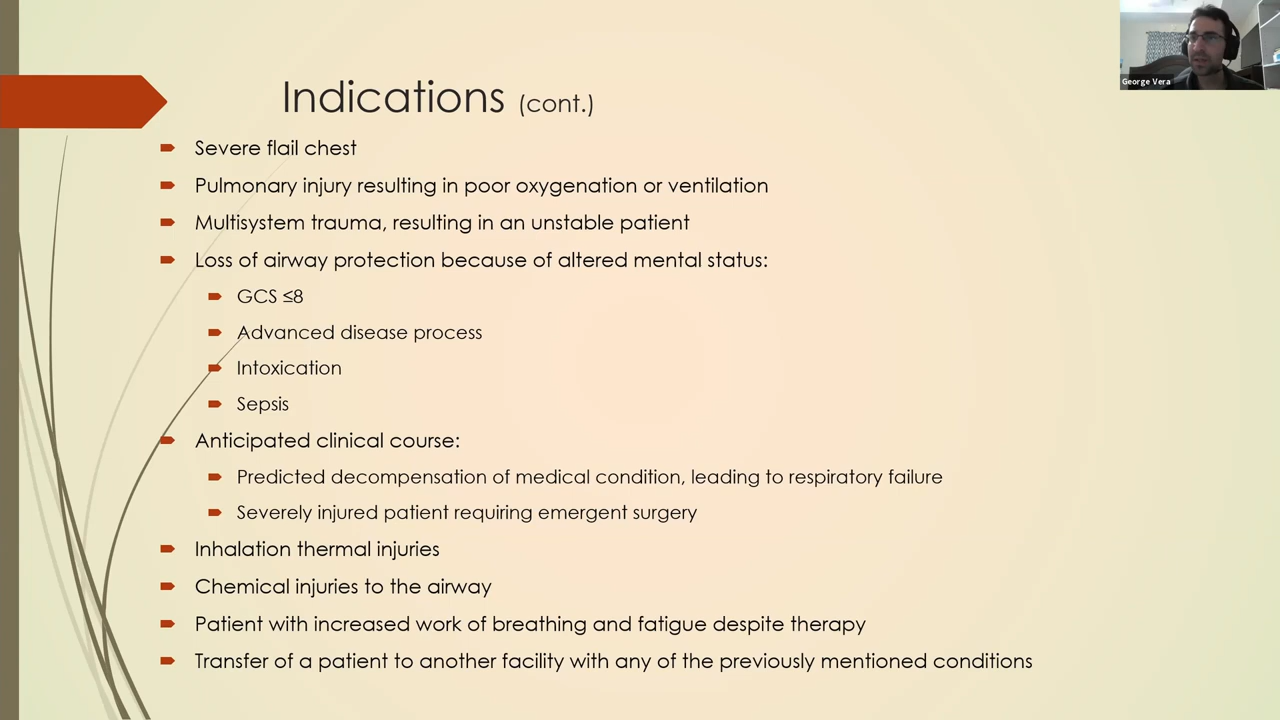 George Vera
Indications (cont.)
Severe flail chest
Pulmonary injury resulting in poor oxygenation or ventilation
Multisystem trauma, resulting in an unstable patient
Loss of airway protection because of altered mental status:
GCS ≤8
Advanced disease process
Intoxication
Sepsis
Anticipated clinical course:
Predicted decompensation of medical condition, leading to respiratory failure
Severely injured patient requiring emergent surgery
Inhalation thermal injuries
Chemical injuries to the airway
Patient with increased work of breathing and fatigue despite therapy
Transfer of a patient to another facility with any of the previously mentioned conditions